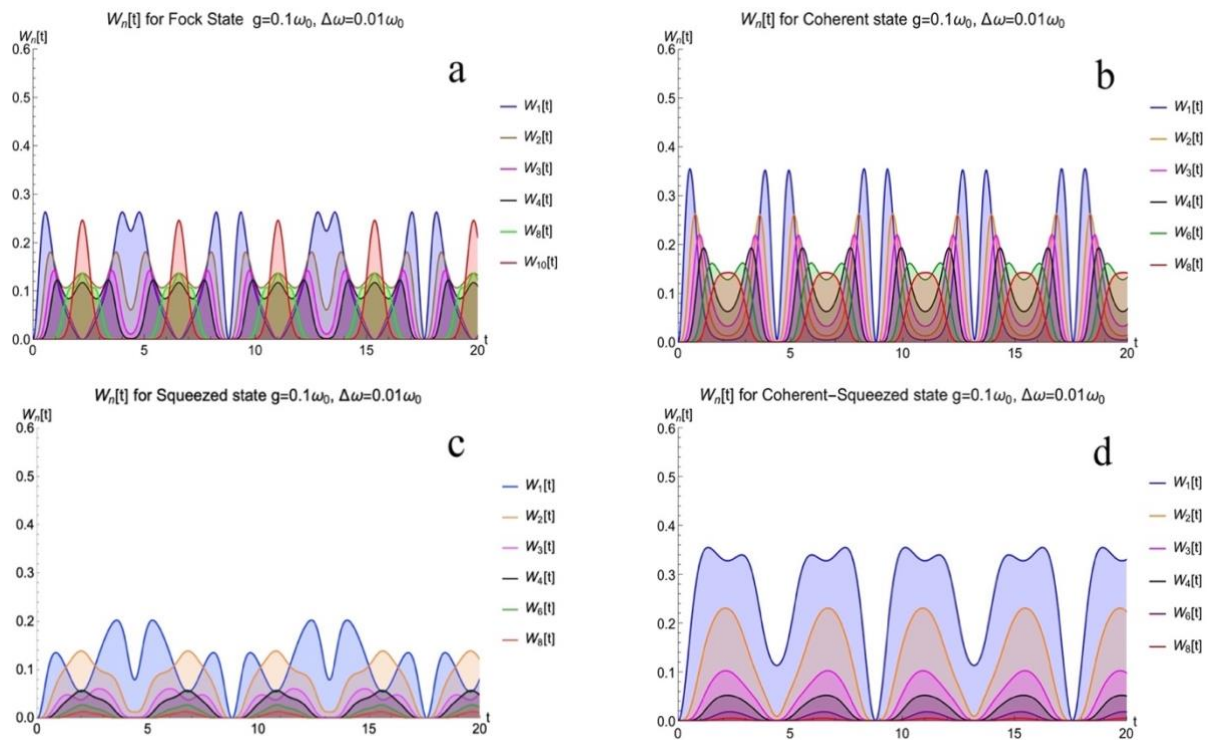 Wₙ[t] for Fock State g=0.1ω₀, Δω=0.01ω₀
Wₙ[t]
0.6
0.5
0.4
0.3
0.2
0.1
0.0
0
5
10
15
20
t
a
W₁[t]
W₂[t]
W₃[t]
W₄[t]
W₈[t]
W₁₀[t]
Wₙ[t] for Coherent state g=0.1ω₀, Δω=0.01ω₀
Wₙ[t]
0.6
0.5
0.4
0.3
0.2
0.1
0.0
0
5
10
15
20
t
b
W₁[t]
W₂[t]
W₃[t]
W₄[t]
W₆[t]
W₈[t]
Wₙ[t] for Squeezed state g=0.1ω₀, Δω=0.01ω₀
Wₙ[t]
0.6
0.5
0.4
0.3
0.2
0.1
0.0
0
5
10
15
20
t
c
W₁[t]
W₂[t]
W₃[t]
W₄[t]
W₆[t]
W₈[t]
Wₙ[t] for Coherent–Squeezed state g=0.1ω₀, Δω=0.01ω₀
Wₙ[t]
0.6
0.5
0.4
0.3
0.2
0.1
0.0
0
5
10
15
20
t
d
W₁[t]
W₂[t]
W₃[t]
W₄[t]
W₆[t]
W₈[t]